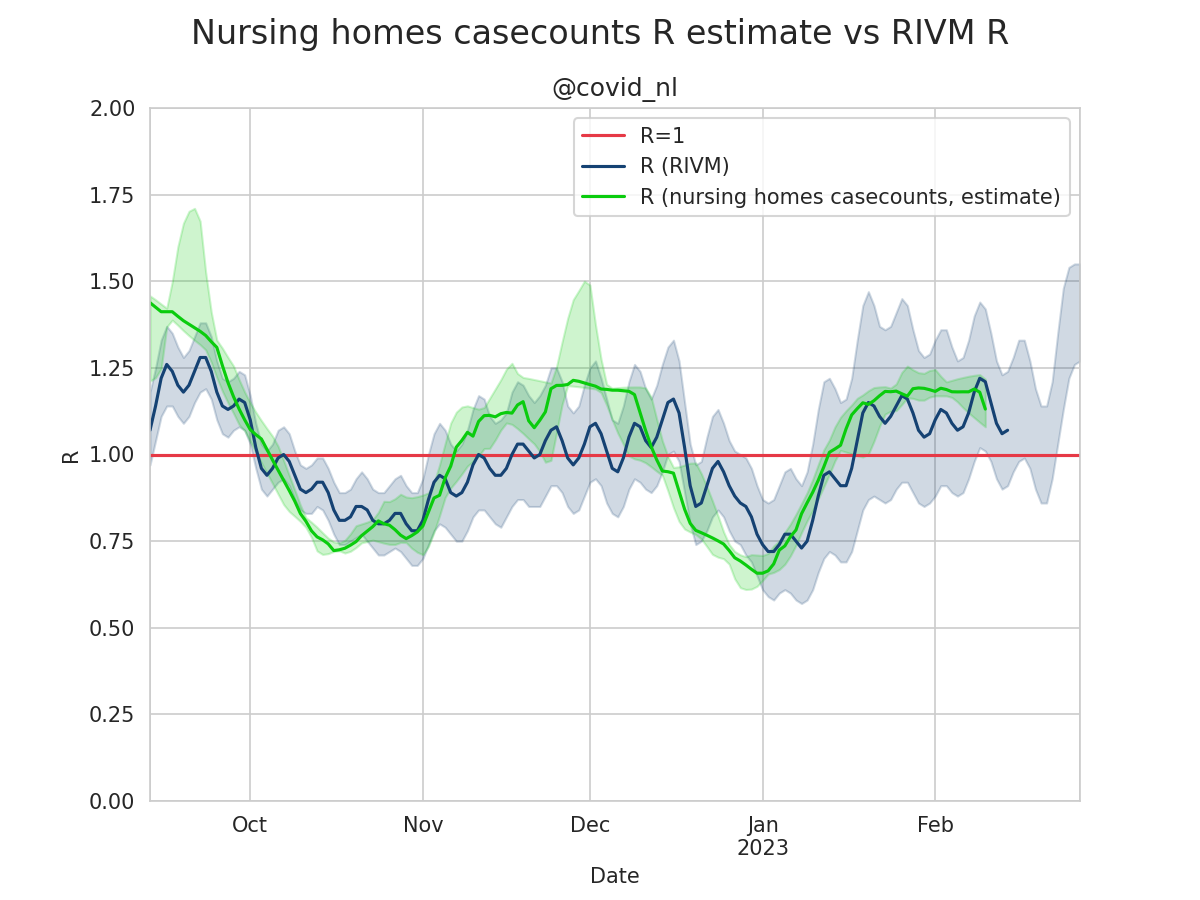 Nursing homes casecounts R estimate vs RIVM R
@covid_nl
2.00
1.75
1.50
1.25
1.00
0.75
0.50
0.25
0.00
R
R=1
R (RIVM)
R (nursing homes casecounts, estimate)
Oct
Nov
Dec
Jan
2023
Feb
Date